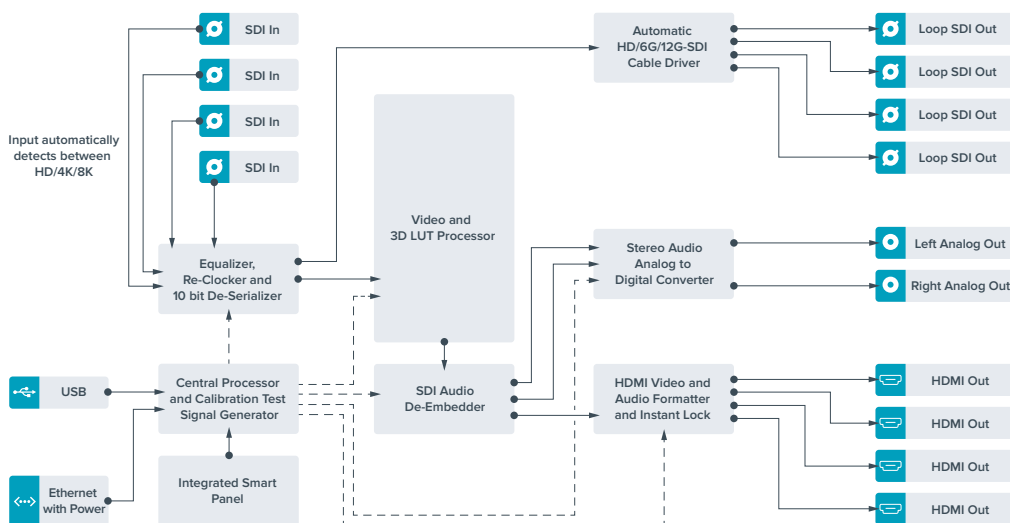 SDI In
SDI In
SDI In
SDI In
Input automatically
detects between
HD/4K/8K
Equalizer,
Re-Clocker and
10 bit De-Serializer
Video and
3D LUT Processor
Automatic
HD/6G/12G-SDI
Cable Driver
Loop SDI Out
Loop SDI Out
Loop SDI Out
Loop SDI Out
Stereo Audio
Analog to
Digital Converter
Left Analog Out
Right Analog Out
USB
Central Processor
and Calibration Test
Signal Generator
SDI Audio
De-Embedder
HDMI Video and
Audio Formatter
and Instant Lock
HDMI Out
HDMI Out
HDMI Out
HDMI Out
Ethernet
with Power
Integrated Smart
Panel